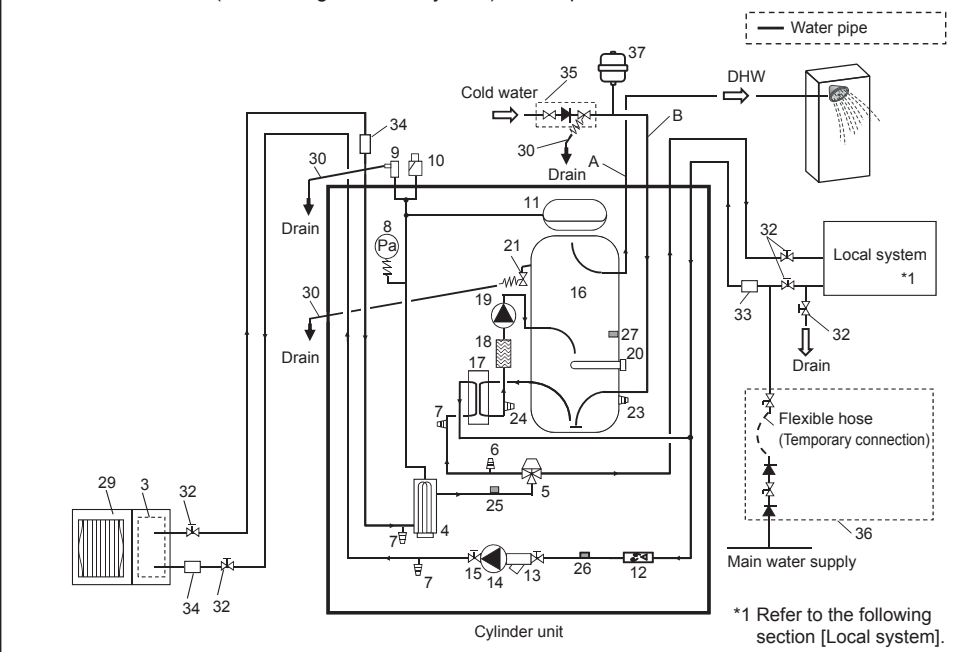 Water pipe
37
35
DHW
Cold water
B
34
30
9
10
30
Drain
A
11
Drain
8
Pa
21
32
Local system
*1
16
30
19
33
27
32
18
20
Drain
Drain
17
23
24
7
Flexible hose
(Temporary connection)
6
5
29
3
32
25
4
7
36
Main water supply
7
15
14
13
26
12
34
32
*1 Refer to the following
section [Local system].
Cylinder unit